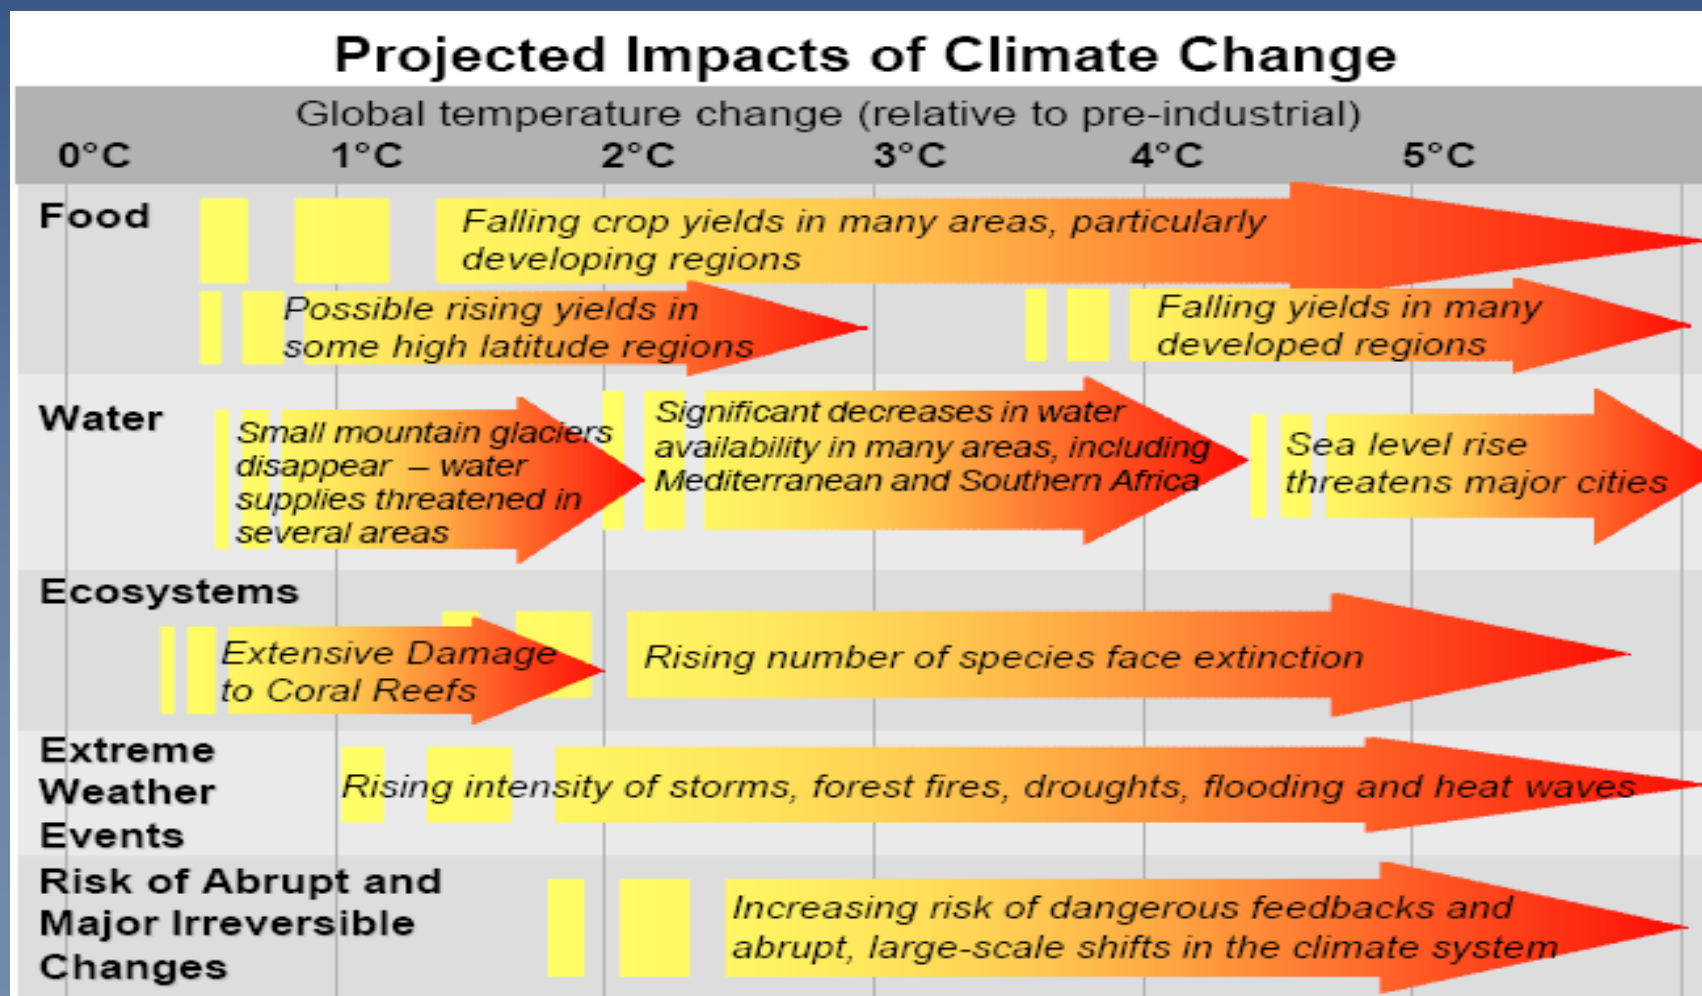 Projected Impacts of Climate Change
Global temperature change (relative to pre-industrial)
0°C 1°C 2°C 3°C 4°C 5°C
Food
Falling crop yields in many areas, particularly
developing regions
Possible rising yields in
some high latitude regions
Falling yields in many
developed regions
Water
Small mountain glaciers
disappear – water
supplies threatened in
several areas
Significant decreases in water
availability in many areas, including
Mediterranean and Southern Africa
Sea level rise
threatens major cities
Ecosystems
Extensive Damage
to Coral Reefs
Rising number of species face extinction
Extreme
Weather
Events
Rising intensity of storms, forest fires, droughts, flooding and heat waves
Risk of Abrupt and
Major Irreversible
Changes
Increasing risk of dangerous feedbacks and
abrupt, large-scale shifts in the climate system